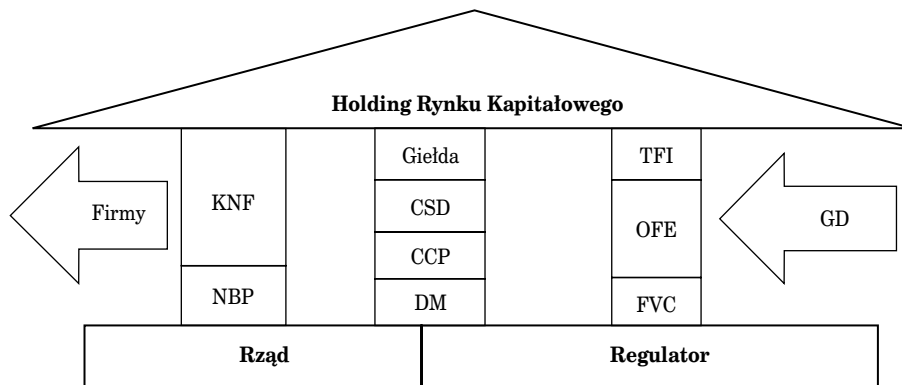 Holding Rynku Kapitałowego
Firmy
KNF
NBP
Giełda
CSD
CCP
DM
TFI
OFE
FVC
GD
Rząd
Regulator